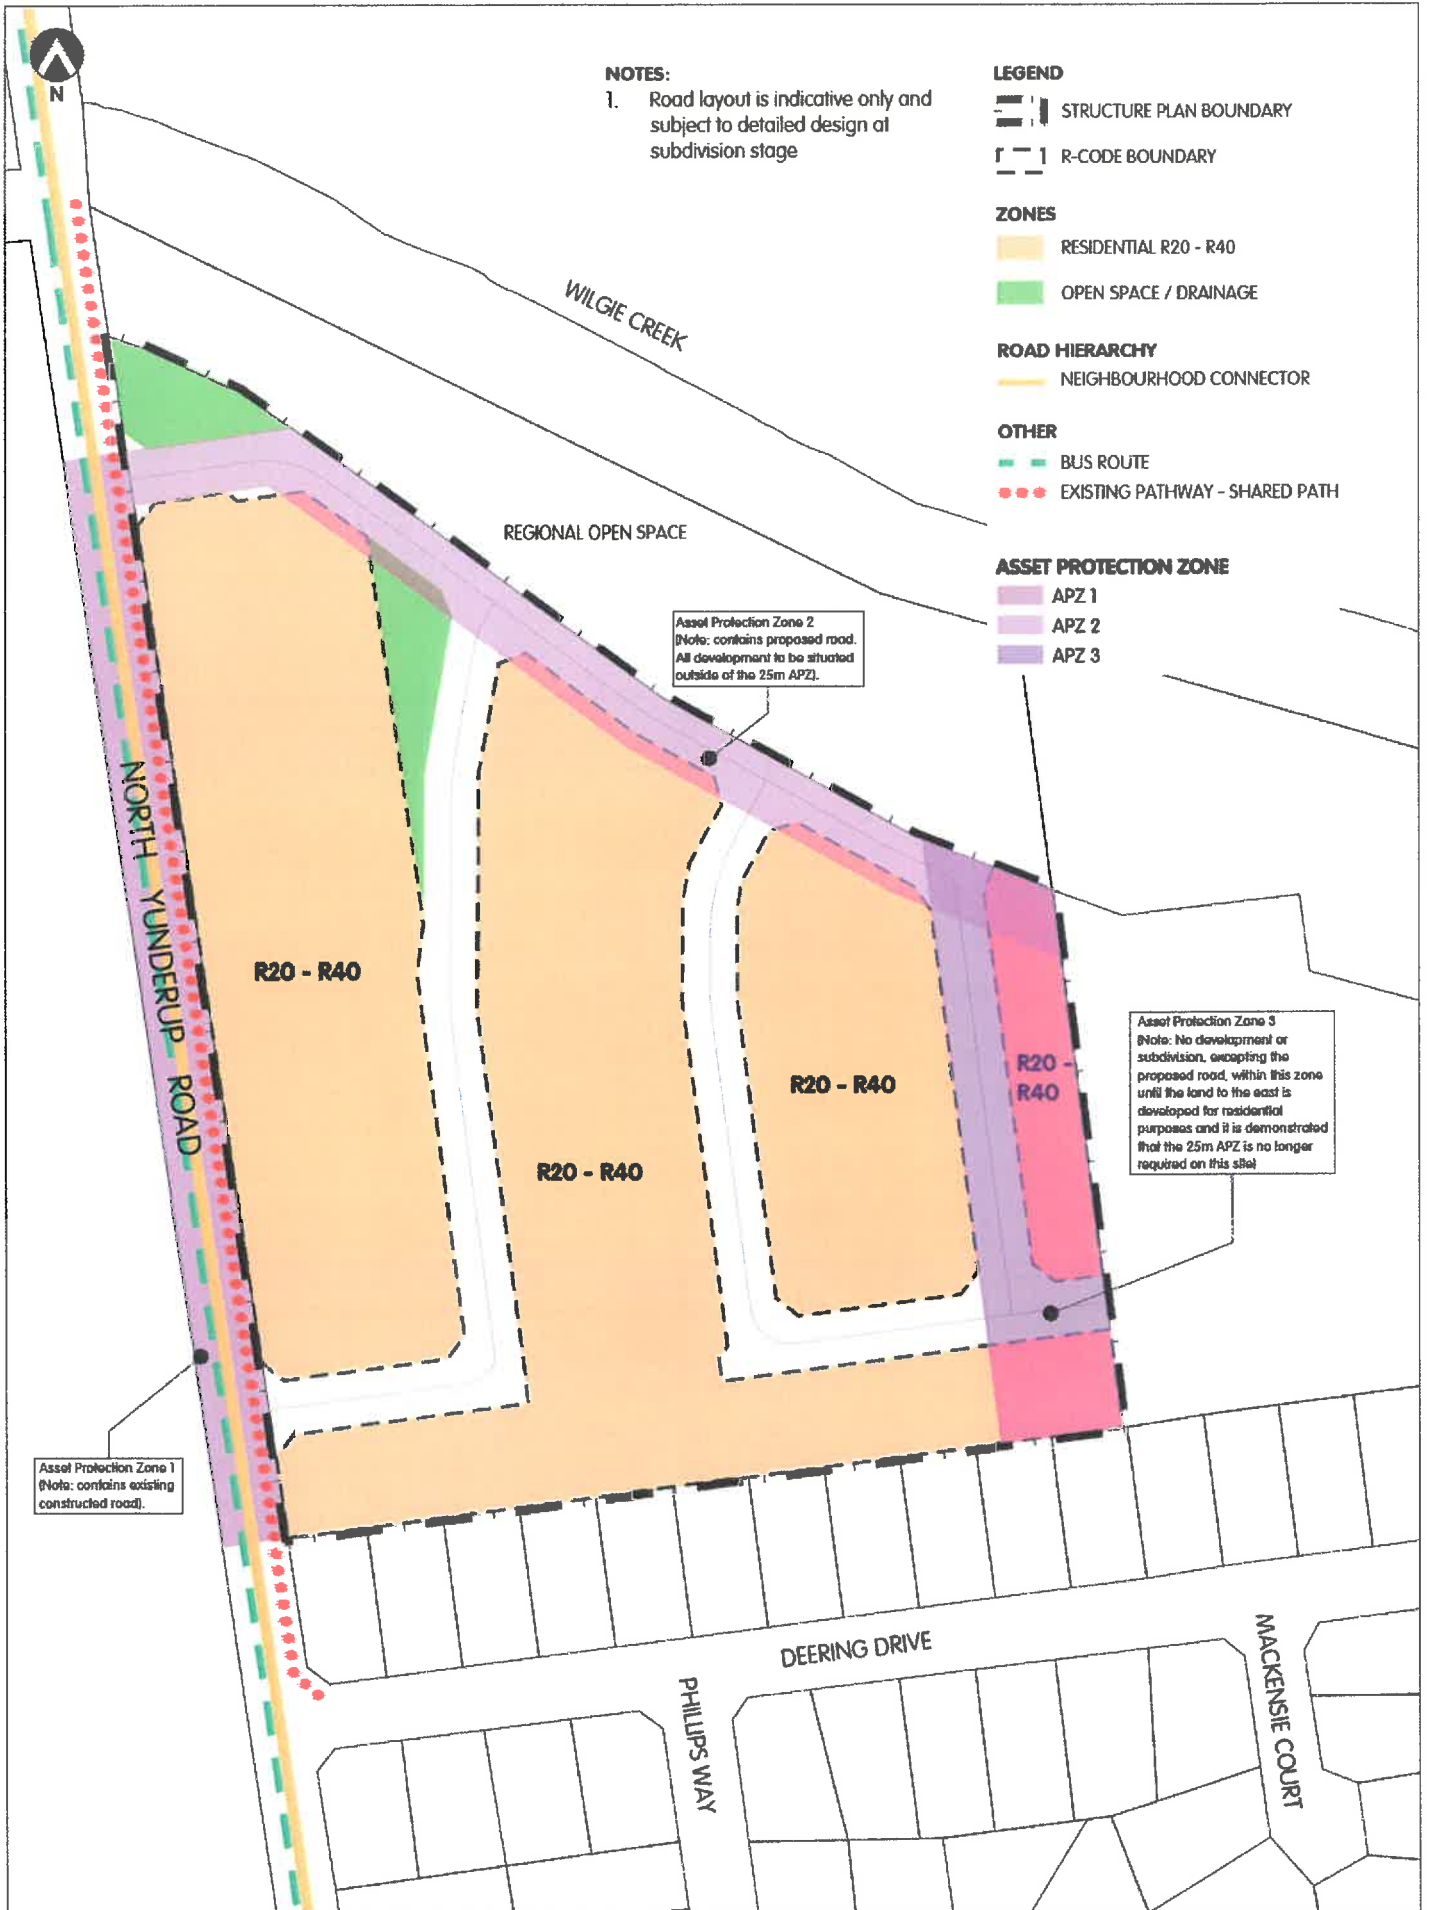 N
NOTES:
1. Road layout is indicative only and
subject to detailed design at
subdivision stage
LEGEND
STRUCTURE PLAN BOUNDARY
R-CODE BOUNDARY
ZONES
RESIDENTIAL R20 - R40
OPEN SPACE / DRAINAGE
ROAD HIERARCHY
NEIGHBOURHOOD CONNECTOR
OTHER
BUS ROUTE
EXISTING PATHWAY - SHARED PATH
ASSET PROTECTION ZONE
APZ 1
APZ 2
APZ 3
WILGIE CREEK
REGIONAL OPEN SPACE
Asset Protection Zone 2
(Note: contains proposed road.
All development to be situated
outside of the 25m APZ).
NORTH YUNDERUP ROAD
R20 - R40
R20 - R40
R20 - R40
R20 -
R40
Asset Protection Zone 3
(Note: No development or
subdivision, excepting the
proposed road, within this zone
until the land to the east is
developed for residential
purposes and it is demonstrated
that the 25m APZ is no longer
required on this site)
Asset Protection Zone 1
(Note: contains existing
constructed road).
DEERING DRIVE
PHILLIPS WAY
MACKENSIE COURT